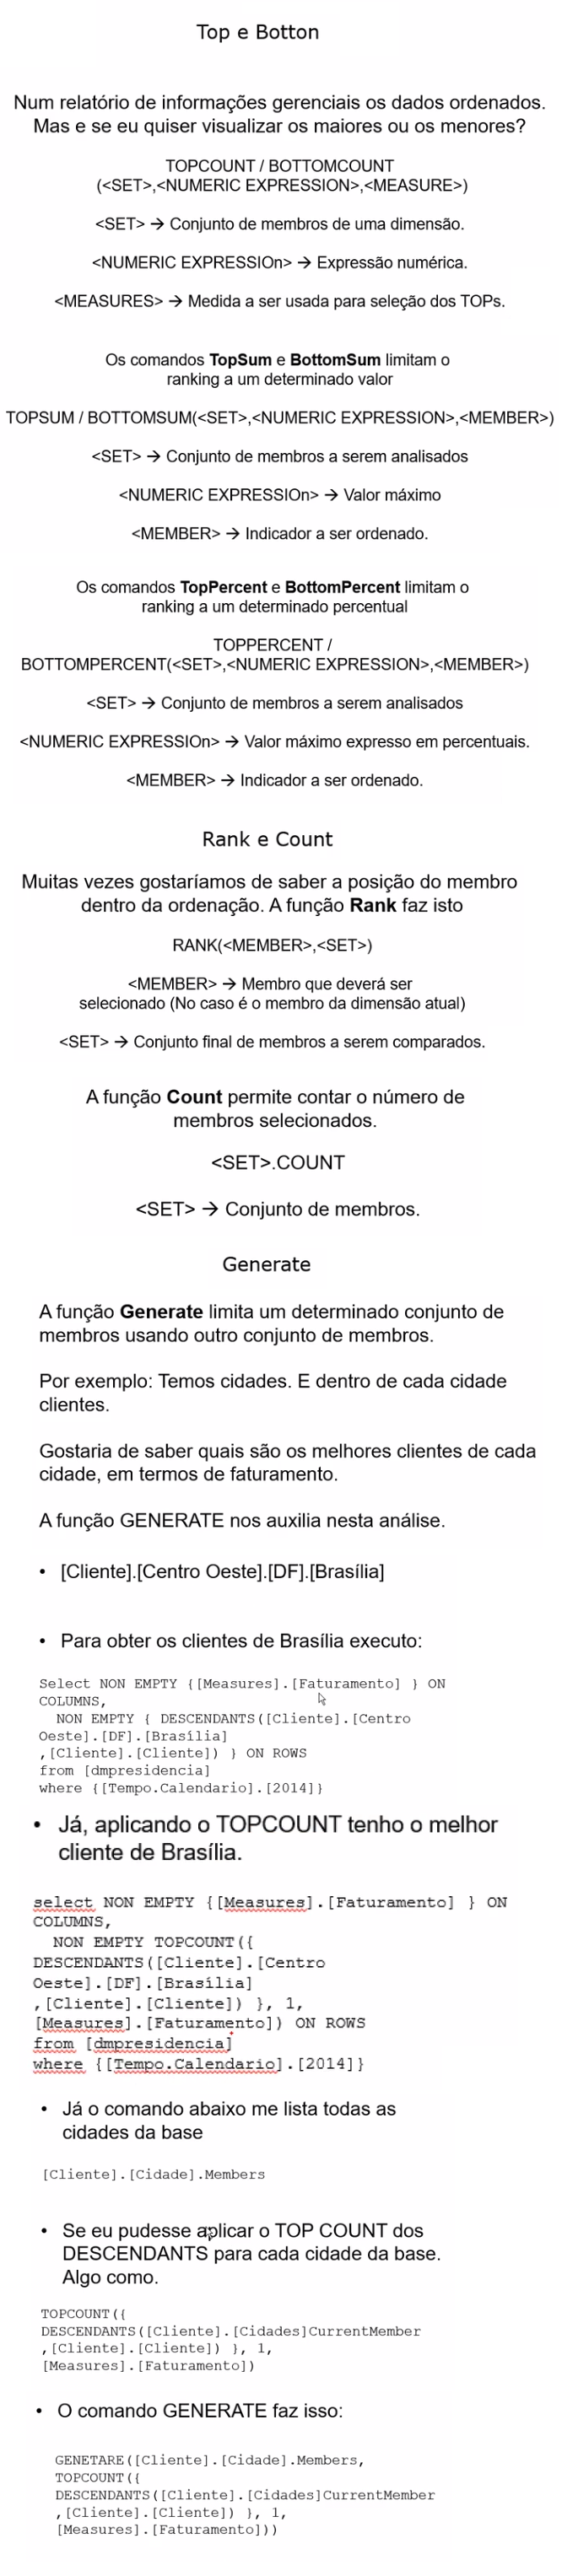 Top e Botton
Num relatório de informações gerenciais os dados ordenados.
Mas e se eu quiser visualizar os maiores ou os menores?
TOPCOUNT / BOTTOMCOUNT
(<SET>,<NUMERIC EXPRESSION>,<MEASURE>)
<SET> → Conjunto de membros de uma dimensão.
<NUMERIC EXPRESSIOn> → Expressão numérica.
<MEASURES> → Medida a ser usada para seleção dos TOPs.
Os comandos TopSum e BottomSum limitam o
ranking a um determinado valor
TOPSUM / BOTTOMSUM(<SET>,<NUMERIC EXPRESSION>,<MEMBER>)
<SET> → Conjunto de membros a serem analisados
<NUMERIC EXPRESSIOn> → Valor máximo
<MEMBER> → Indicador a ser ordenado.
Os comandos TopPercent e BottomPercent limitam o
ranking a um determinado percentual
TOPPERCENT /
BOTTOMPERCENT(<SET>,<NUMERIC EXPRESSION>,<MEMBER>)
<SET> → Conjunto de membros a serem analisados
<NUMERIC EXPRESSIOn> → Valor máximo expresso em percentuais.
<MEMBER> → Indicador a ser ordenado.
Rank e Count
Muitas vezes gostaríamos de saber a posição do membro
dentro da ordenação. A função Rank faz isto
RANK(<MEMBER>,<SET>)
<MEMBER> → Membro que deverá ser
selecionado (No caso é o membro da dimensão atual)
<SET> → Conjunto final de membros a serem comparados.
A função Count permite contar o número de
membros selecionados.
<SET>.COUNT
<SET> → Conjunto de membros.
Generate
A função Generate limita um determinado conjunto de
membros usando outro conjunto de membros.
Por exemplo: Temos cidades. E dentro de cada cidade
clientes.
Gostaria de saber quais são os melhores clientes de cada
cidade, em termos de faturamento.
A função GENERATE nos auxilia nesta análise.
• [Cliente].[Centro Oeste].[DF].[Brasília]
• Para obter os clientes de Brasília executo:
Select NON EMPTY {[Measures].[Faturamento] } ON
COLUMNS,
NON EMPTY { DESCENDANTS([Cliente].[Centro
Oeste].[DF].[Brasília]
,[Cliente].[Cliente]) } ON ROWS
from [dmpresidencia]
where {[Tempo.Calendario].[2014]}
• Já, aplicando o TOPCOUNT tenho o melhor
cliente de Brasília.
select NON EMPTY {[Measures].[Faturamento] } ON
COLUMNS,
NON EMPTY TOPCOUNT({
DESCENDANTS([Cliente].[Centro
Oeste].[DF].[Brasília]
,[Cliente].[Cliente]) }, 1,
[Measures].[Faturamento]) ON ROWS
from [dmpresidencia]
where {[Tempo.Calendario].[2014]}
• Já o comando abaixo me lista todas as
cidades da base
[Cliente].[Cidade].Members
• Se eu pudesse aplicar o TOP COUNT dos
DESCENDANTS para cada cidade da base.
Algo como.
TOPCOUNT({
DESCENDANTS([Cliente].[Cidades]CurrentMember
,[Cliente].[Cliente]) }, 1,
[Measures].[Faturamento])
• O comando GENERATE faz isso:
GENETARE([Cliente].[Cidade].Members,
TOPCOUNT({
DESCENDANTS([Cliente].[Cidades]CurrentMember
,[Cliente].[Cliente]) }, 1,
[Measures].[Faturamento]))